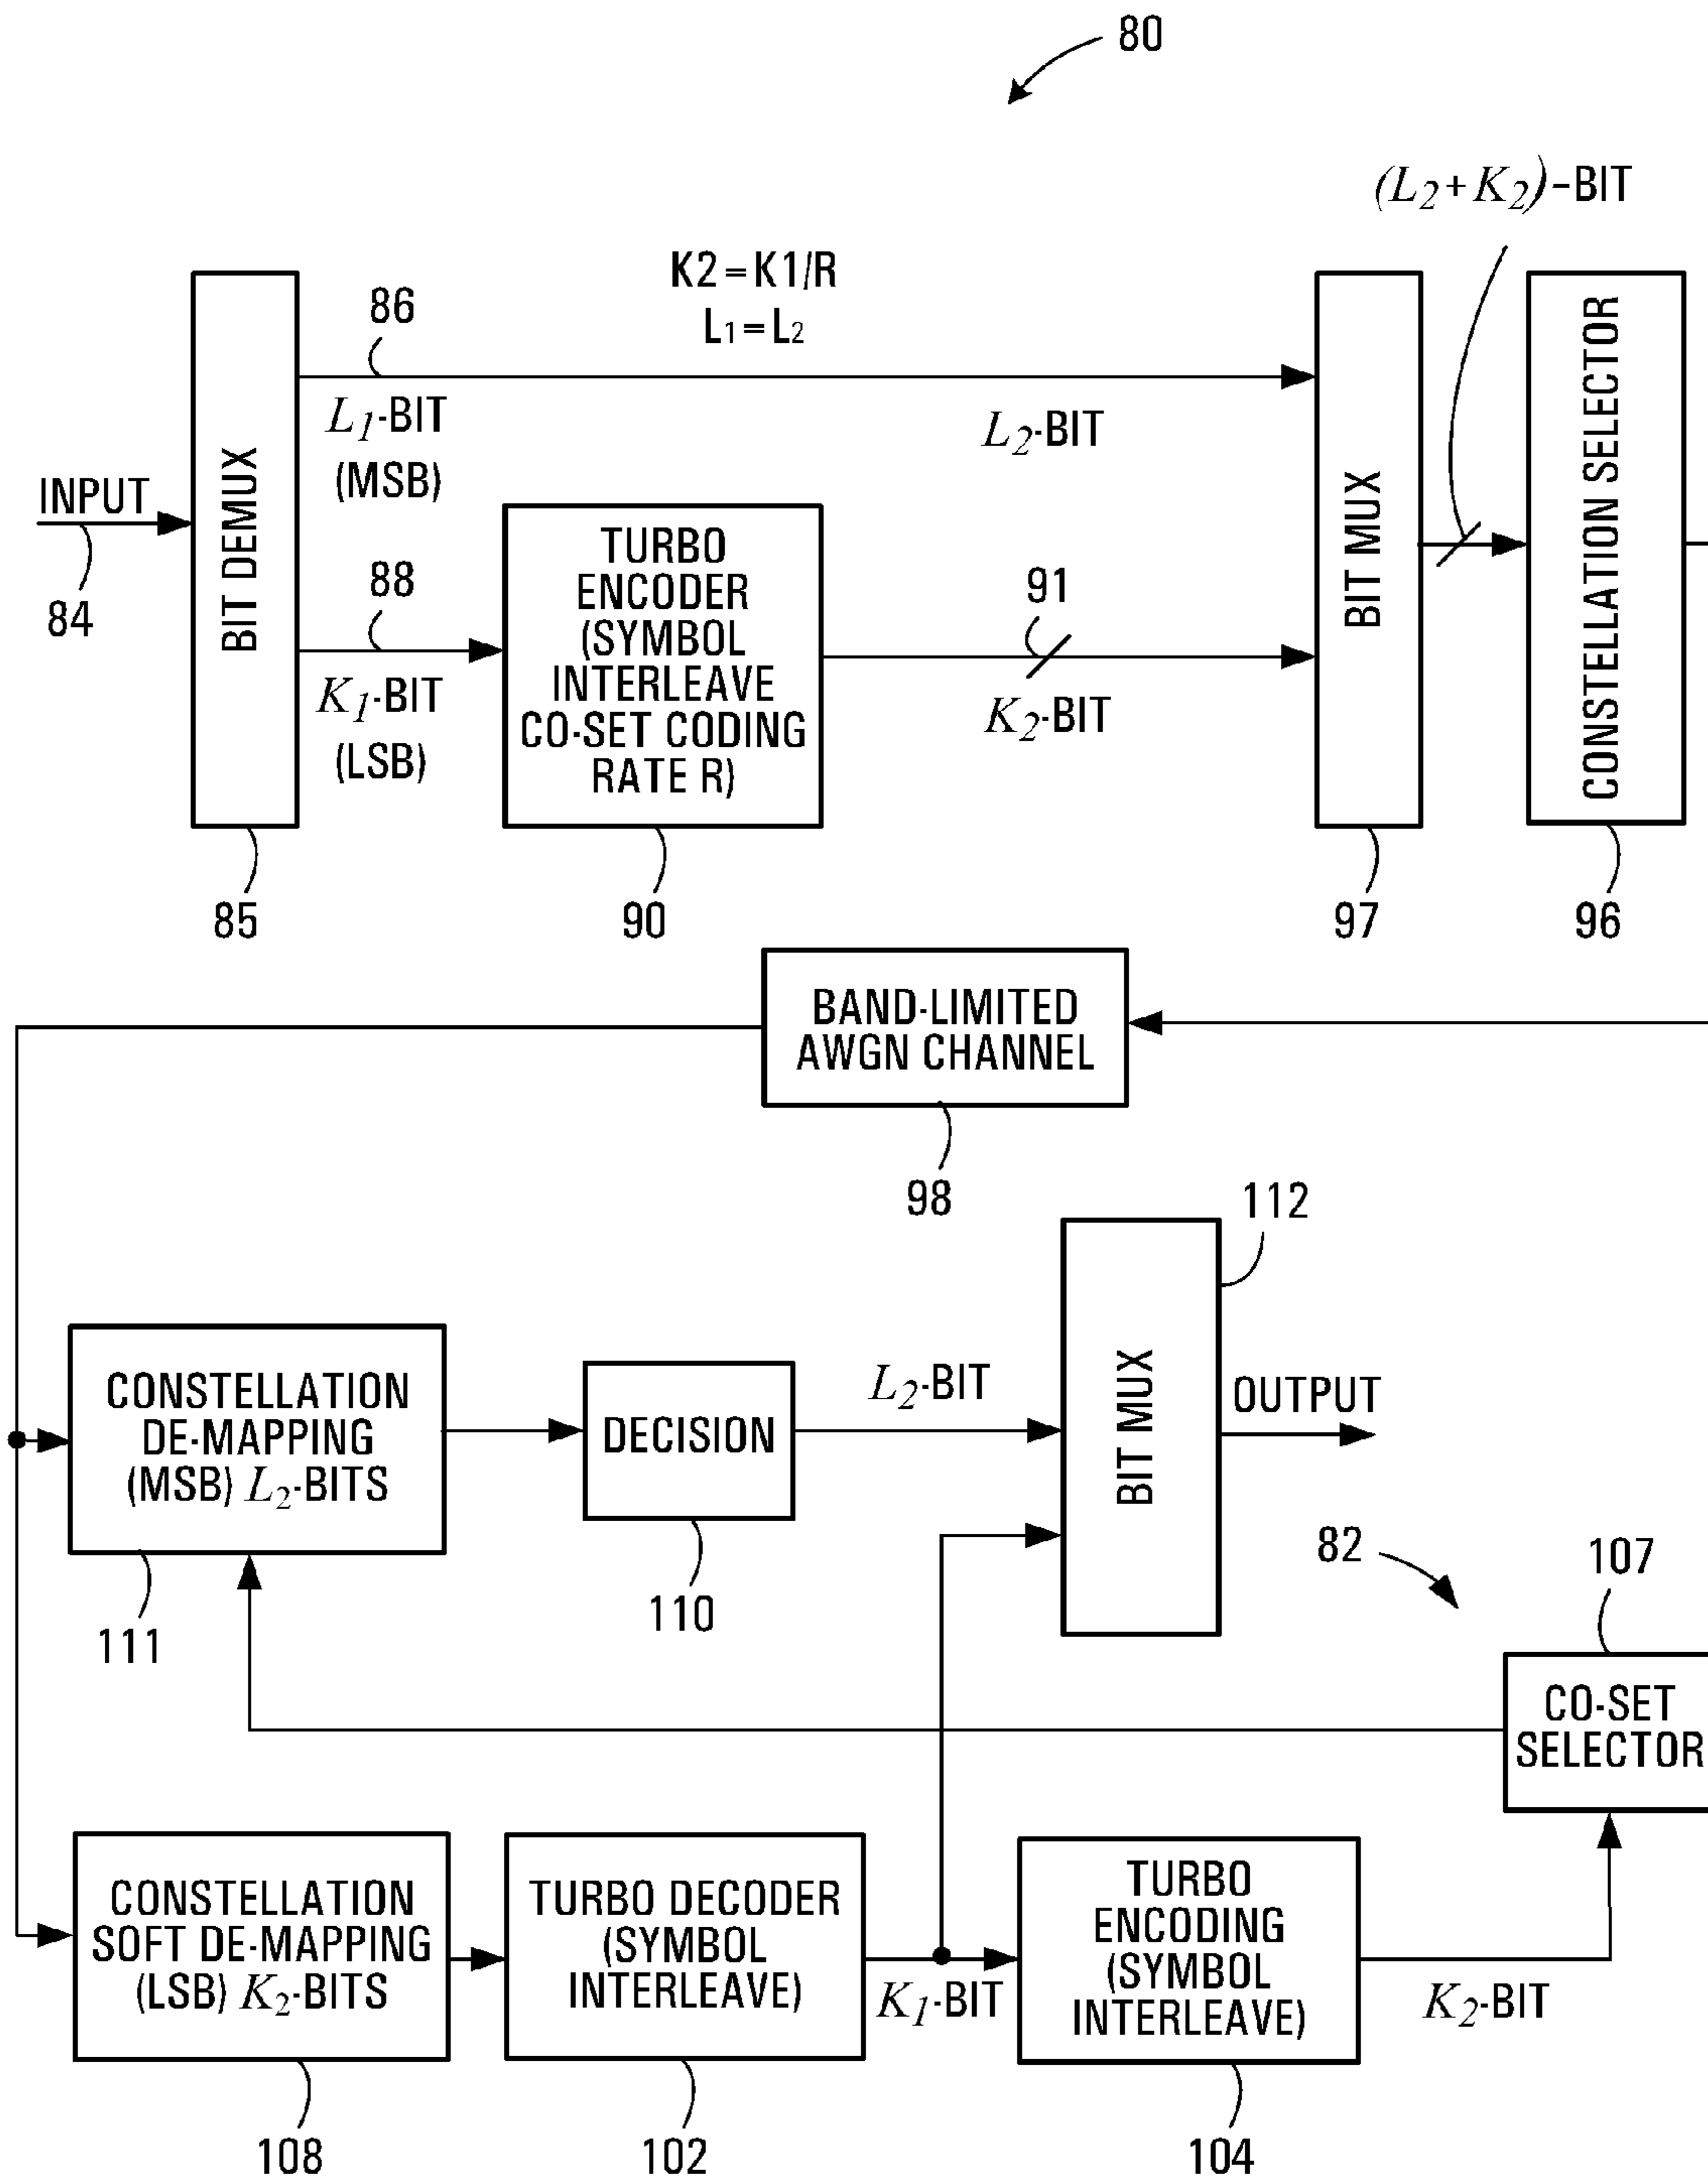 80
(L2+K2)-BIT
K2=K1/R
L1=L2
86
L1-BIT
(MSB)
L2-BIT
INPUT
84
BIT DEMUX
88
K1-BIT
(LSB)
TURBO
ENCODER
(SYMBOL
INTERLEAVE
CO-SET CODING
RATE R)
91
K2-BIT
BIT MUX
CONSTELLATION SELECTOR
85
90
97
96
BAND-LIMITED
AWGN CHANNEL
98
112
CONSTELLATION
DE-MAPPING
(MSB) L2-BITS
DECISION
L2-BIT
BIT MUX
OUTPUT
111
110
82
107
CO-SET
SELECTOR
CONSTELLATION
SOFT DE-MAPPING
(LSB) K2-BITS
TURBO DECODER
(SYMBOL
INTERLEAVE)
K1-BIT
TURBO
ENCODING
(SYMBOL
INTERLEAVE)
K2-BIT
108
102
104